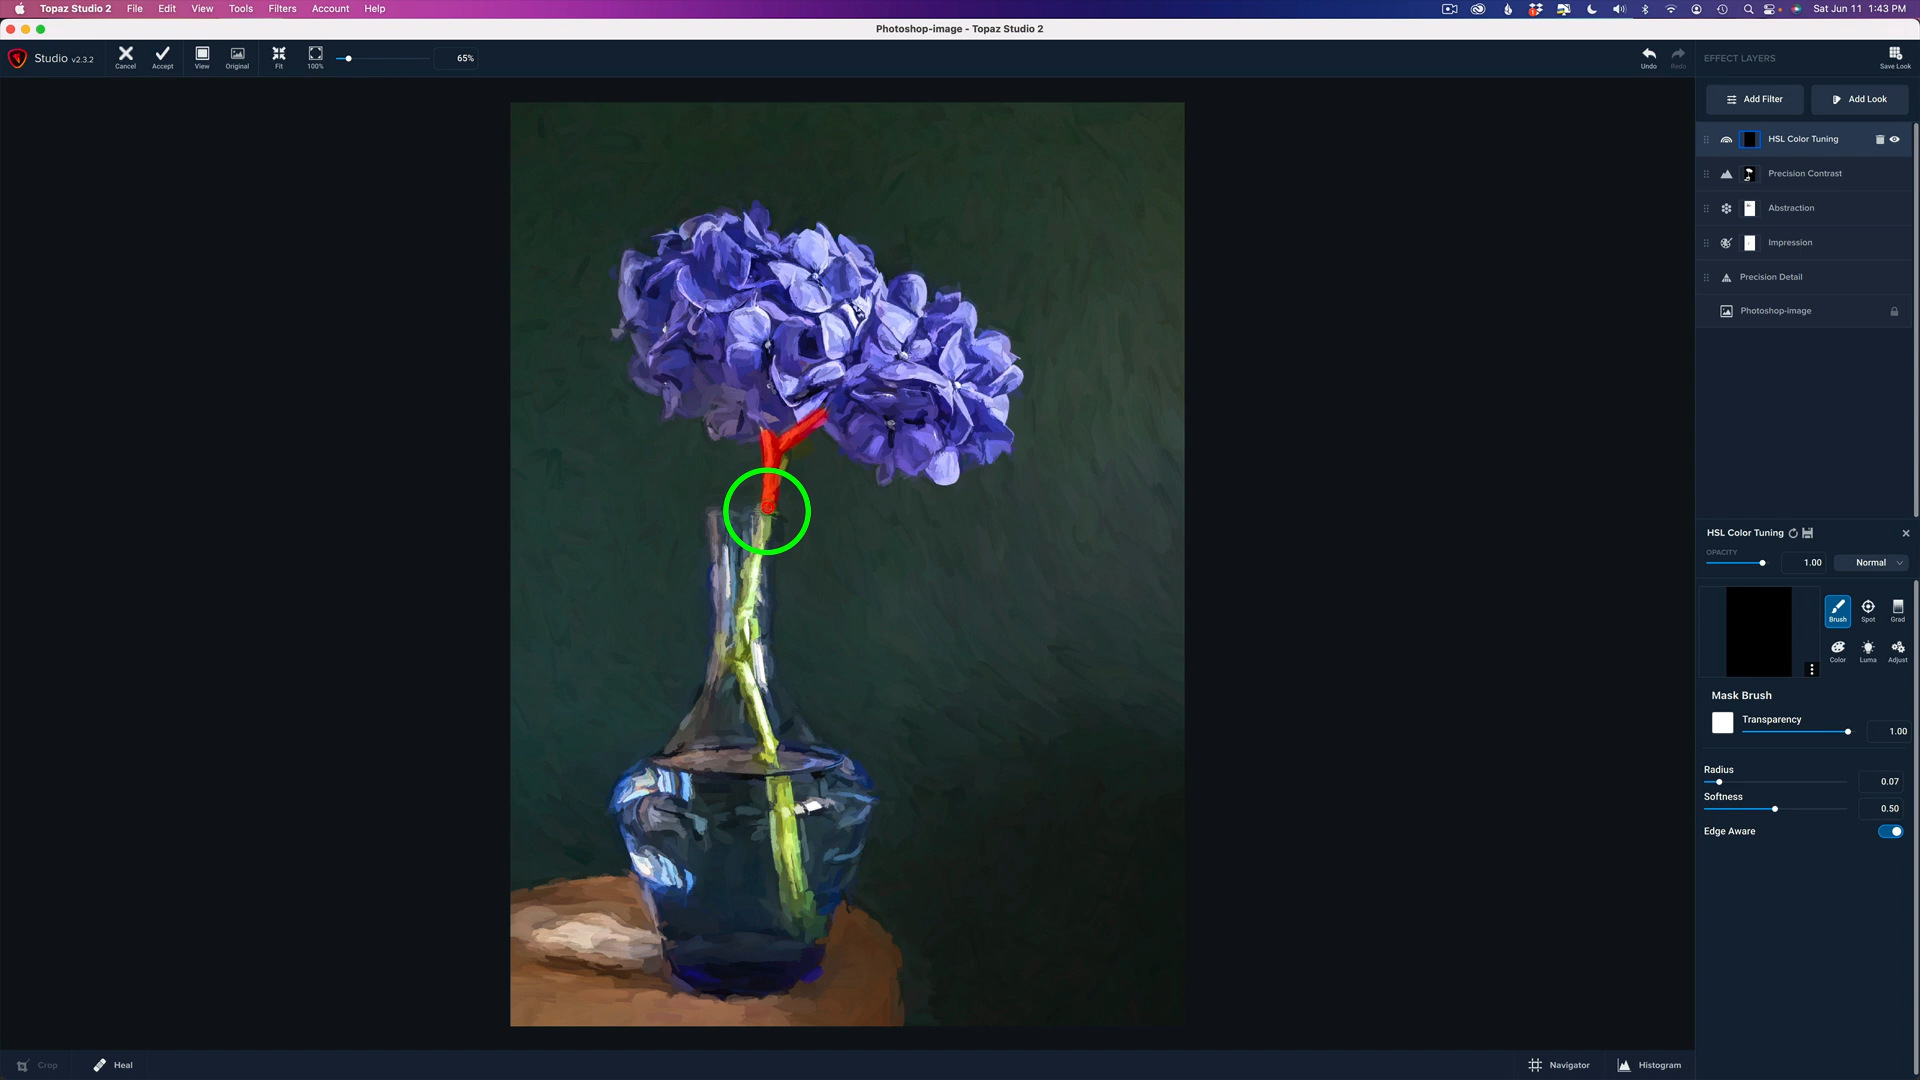 Topaz Studio 2 File Edit View Tools Filters Account Help Sat Jun 11 1:43 PM
Photoshop-image - Topaz Studio 2
Studio v2.3.2 Cancel Accept View Original Fit 100% 65% Undo Redo EFFECT LAYERS Save Look
Add Filter Add Look
HSL Color Tuning
Precision Contrast
Abstraction
Impression
Precision Detail
Photoshop-image
HSL Color Tuning
OPACITY 1.00 Normal
Brush Spot Grad
Color Luma Adjust
Mask Brush
Transparency 1.00
Radius 0.07
Softness 0.50
Edge Aware
Crop Heal Navigator Histogram